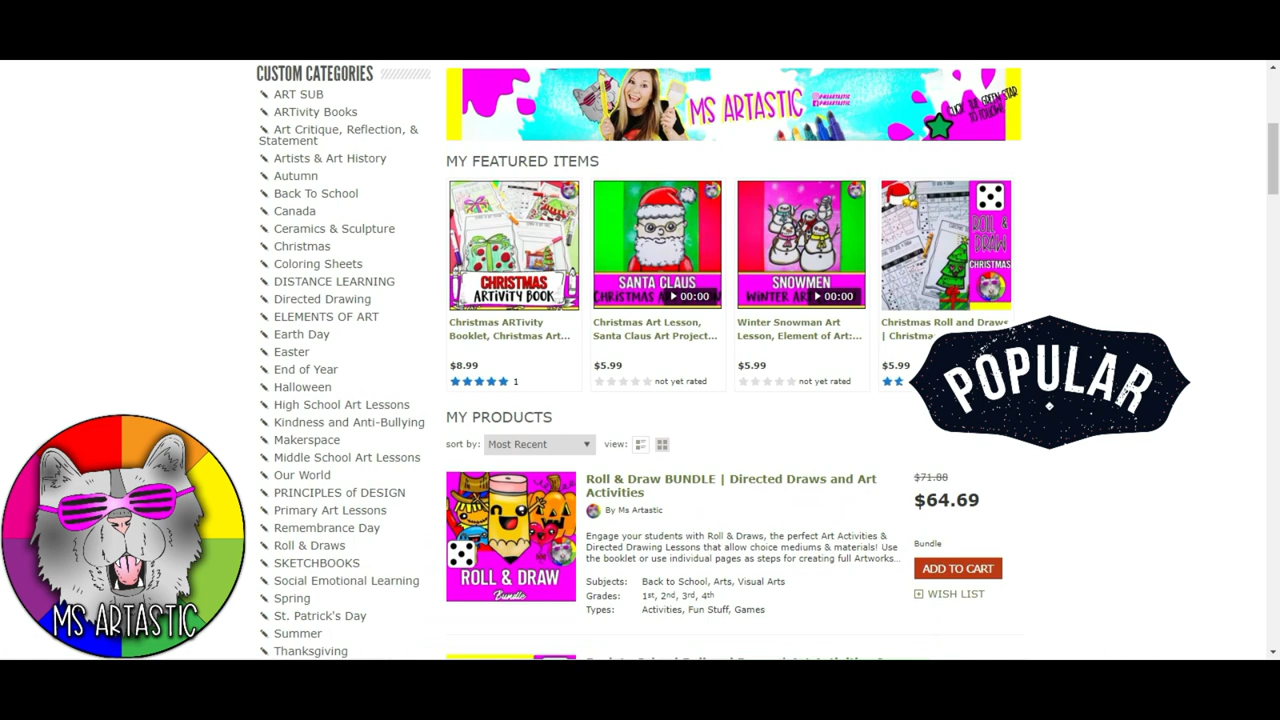 CUSTOM CATEGORIES
ART SUB
ARTivity Books
Art Critique, Reflection, &
Statement
Artists & Art History
Autumn
Back To School
Canada
Ceramics & Sculpture
Christmas
Coloring Sheets
DISTANCE LEARNING
Directed Drawing
ELEMENTS OF ART
Earth Day
Easter
End of Year
Halloween
High School Art Lessons
Kindness and Anti-Bullying
Makerspace
Middle School Art Lessons
Our World
PRINCIPLES of DESIGN
Primary Art Lessons
Remembrance Day
Roll & Draws
SKETCHBOOKS
Social Emotional Learning
Spring
St. Patrick's Day
Summer
Thanksgiving
MS ARTASTIC
MS ARTASTIC
CLICK THE GREEN STAR
TO FOLLOW!
MY FEATURED ITEMS
CHRISTMAS
ARTIVITY BOOK
Christmas ARTivity
Booklet, Christmas Art...
$8.99
1
SANTA CLAUS
CHRISTMAS
00:00
Christmas Art Lesson,
Santa Claus Art Project...
$5.99
not yet rated
SNOWMEN
WINTER AR
00:00
Winter Snowman Art
Lesson, Element of Art:...
$5.99
not yet rated
ROLL &
DRAW
CHRISTMAS
Christmas Roll and Draws
| Christma
$5.99
POPULAR
MY PRODUCTS
sort by: Most Recent view:
ROLL & DRAW
Bundle
Roll & Draw BUNDLE | Directed Draws and Art
Activities
By Ms Artastic
Engage your students with Roll & Draws, the perfect Art Activities &
Directed Drawing Lessons that allow choice mediums & materials! Use
the booklet or use individual pages as steps for creating full Artworks...
Subjects: Back to School, Arts, Visual Arts
Grades: 1st, 2nd, 3rd, 4th
Types: Activities, Fun Stuff, Games
$71.88
$64.69
Bundle
ADD TO CART
WISH LIST